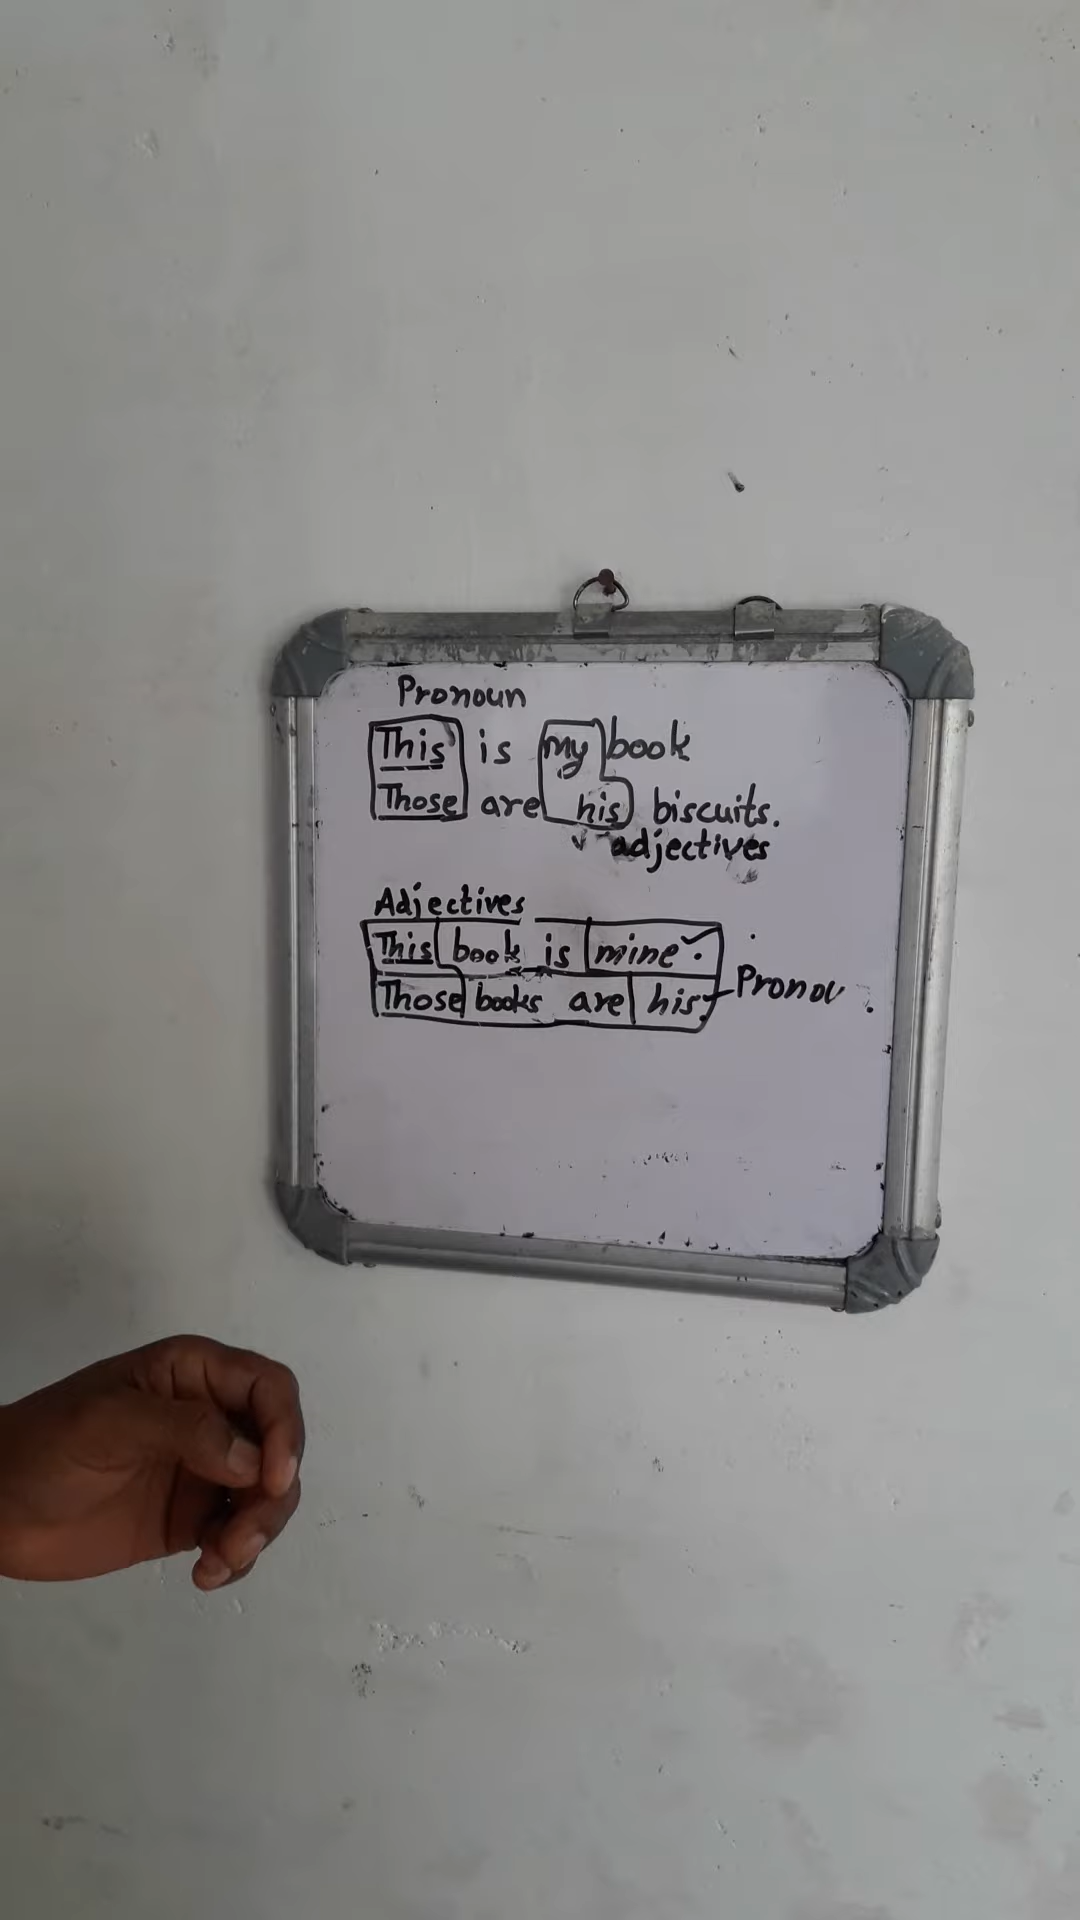 Pronoun
This is my book
Those are his biscuits.
adjectives
Adjectives
This book is mine.
Those books are his.
Pronou